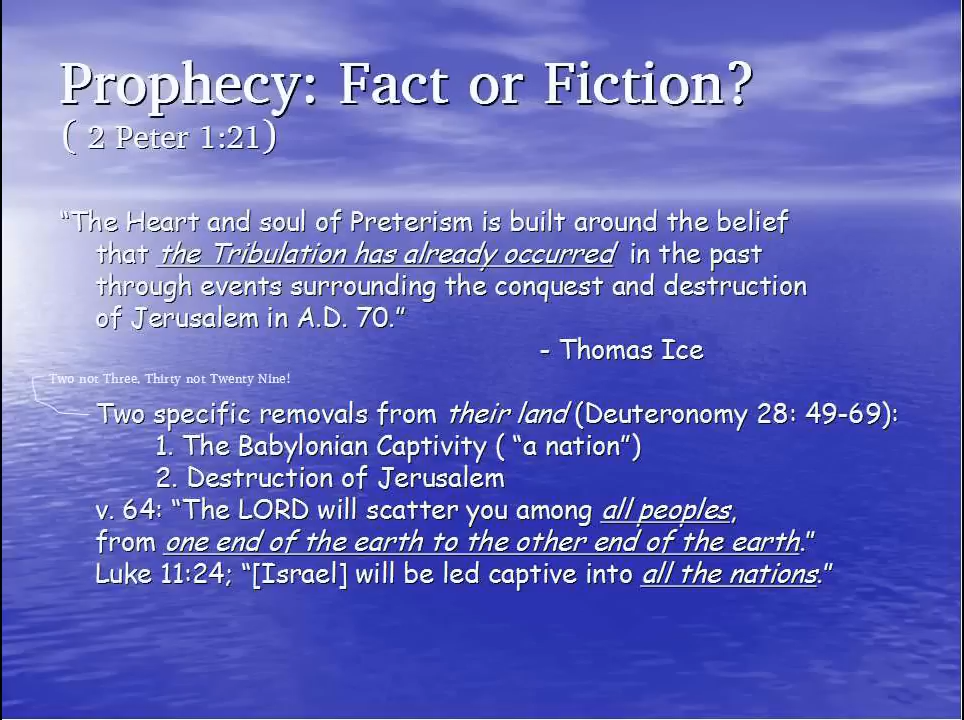 Prophecy: Fact or Fiction?
( 2 Peter 1:21)
“The Heart and soul of Preterism is built around the belief
that the Tribulation has already occurred in the past
through events surrounding the conquest and destruction
of Jerusalem in A.D. 70.”
- Thomas Ice
Two not Three, Thirty not Twenty Nine!
Two specific removals from their land (Deuteronomy 28: 49-69):
1. The Babylonian Captivity ( “a nation”)
2. Destruction of Jerusalem
v. 64: “The LORD will scatter you among all peoples,
from one end of the earth to the other end of the earth.”
Luke 11:24; “[Israel] will be led captive into all the nations.”